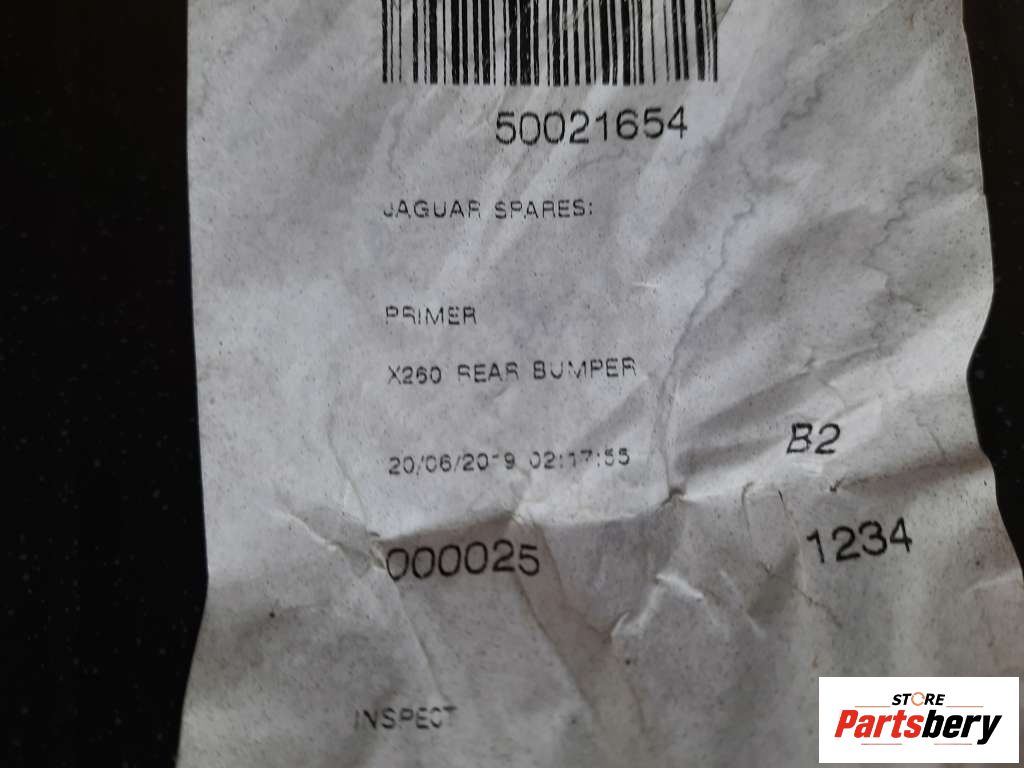 50021654
JAGUAR SPARES:
PRIMER
X260 REAR BUMPER
20/06/2019 02:17:55
B2
000025
1234
INSPECT
STORE
Partsbery